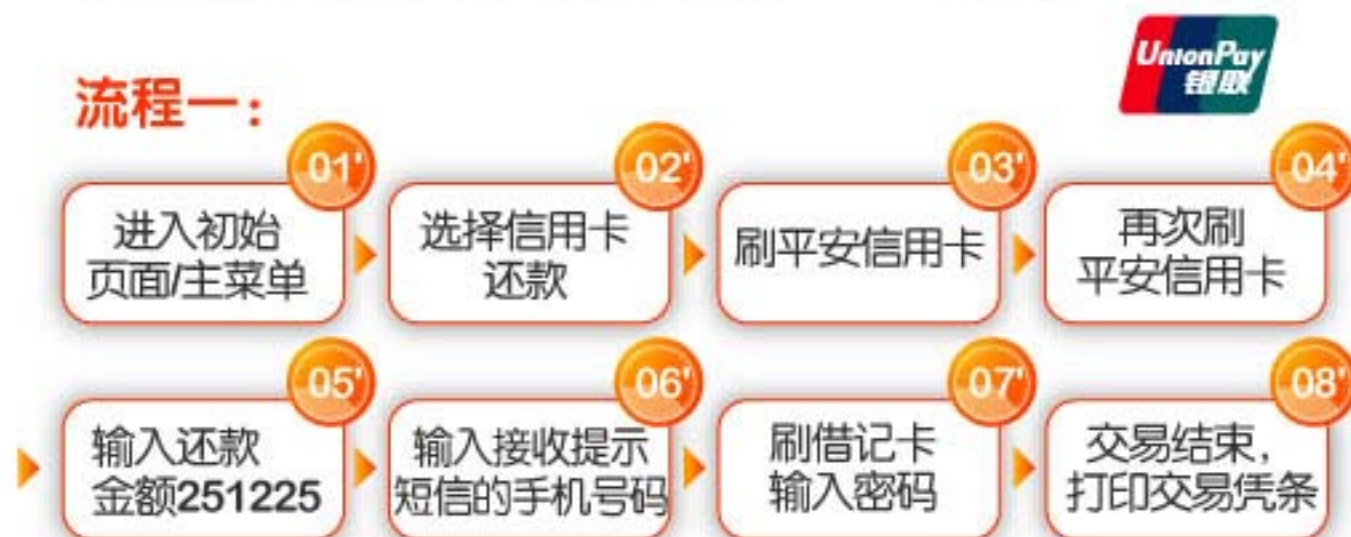 UnionPay
银联
流程一：
01'
02'
03'
04'
进入初始
页面/主菜单
选择信用卡
还款
刷平安信用卡
再次刷
平安信用卡
05'
06'
07'
08'
输入还款
金额251225
输入接收提示
短信的手机号码
刷借记卡
输入密码
交易结束，
打印交易凭条